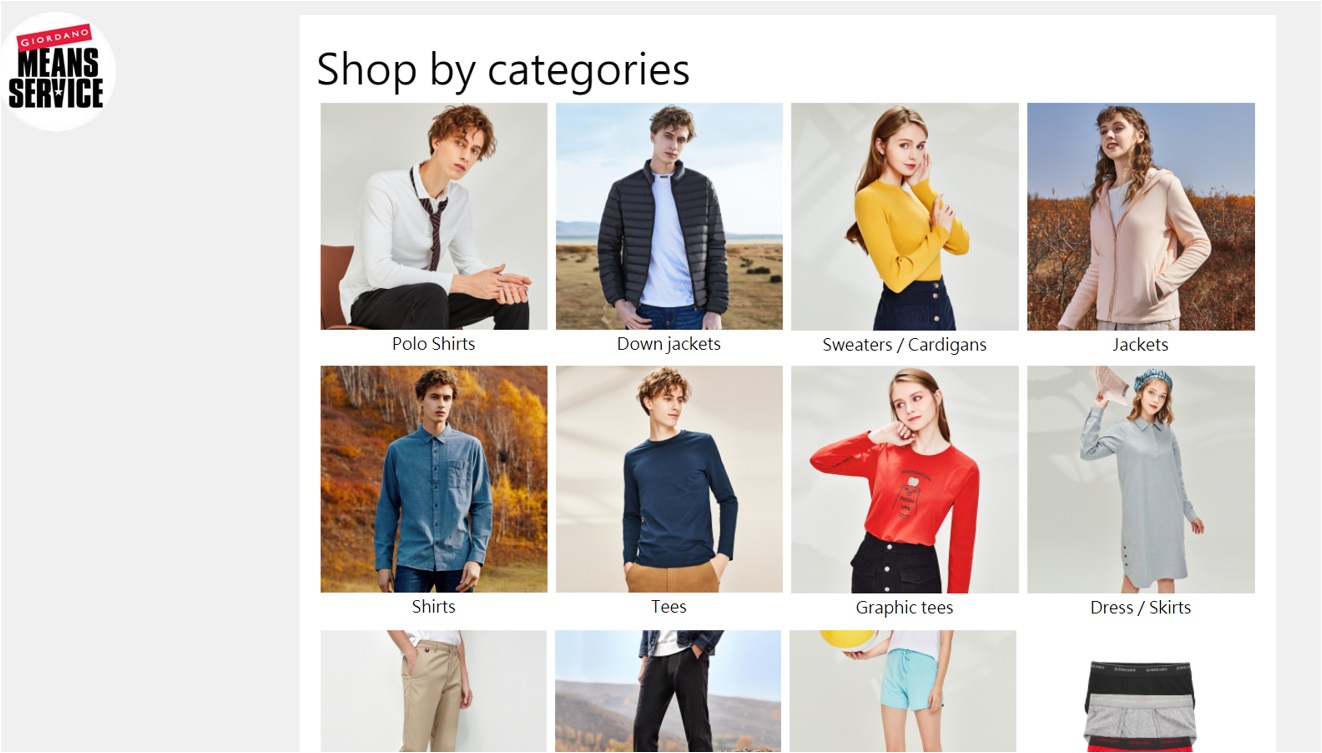 GIORDANO
MEANS
SERVICE
Shop by categories
Polo Shirts
Down jackets
Sweaters / Cardigans
Jackets
Shirts
Tees
Graphic tees
Dress / Skirts